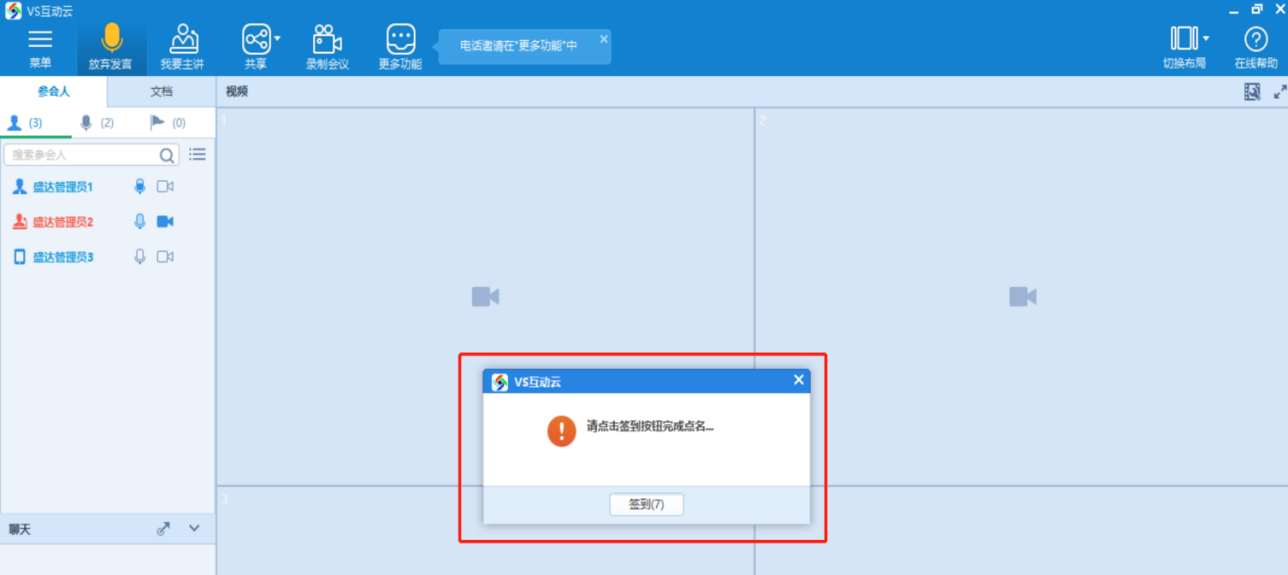 VS互动云
菜单
放弃发言
我要主讲
共享
录制会议
更多功能
电话邀请在"更多功能"中
切换布局
在线帮助
参会人
文档
视频
(3)
(2)
(0)
1
2
搜索参会人
盛达管理员1
盛达管理员2
盛达管理员3
VS互动云
请点击签到按钮完成点名...
签到(7)
3
聊天